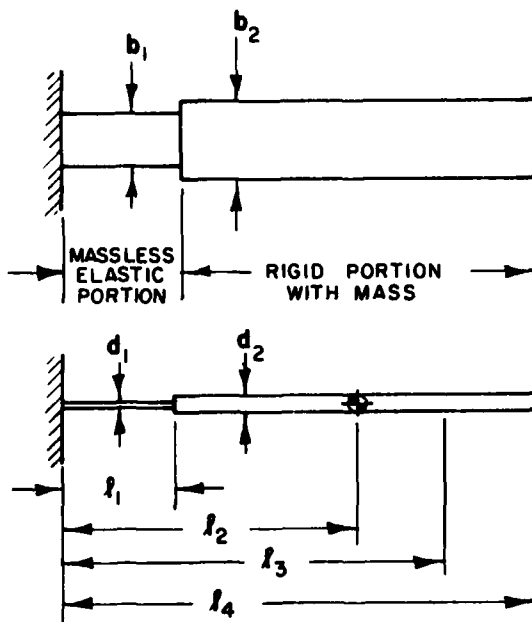 b₁
b₂
MASSLESS
ELASTIC
PORTION
RIGID PORTION
WITH MASS
d₁
d₂
ℓ₁
ℓ₂
ℓ₃
ℓ₄